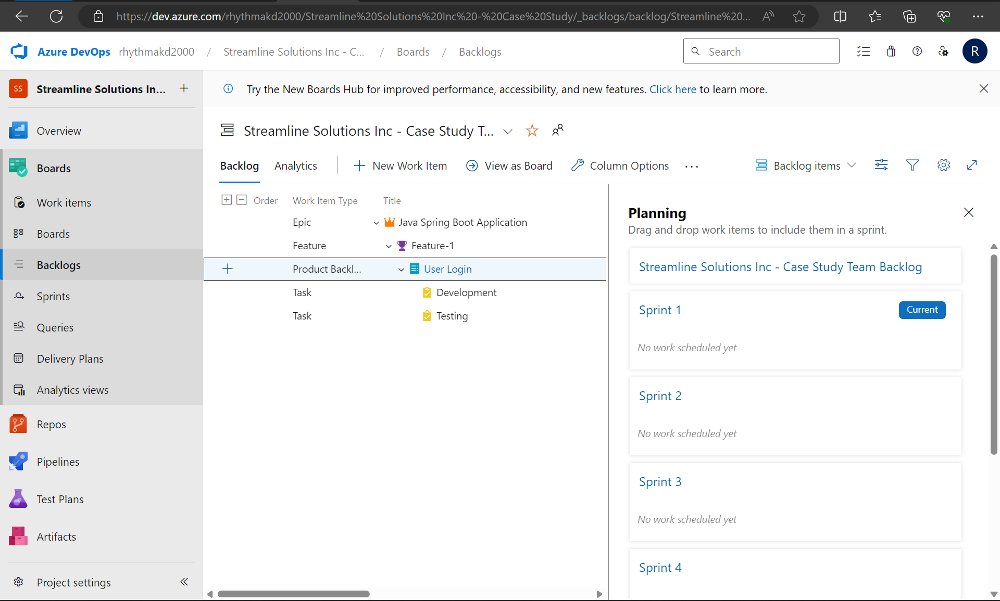 https://dev.azure.com/rhythmakd2000/Streamline%20Solutions%20Inc%20-%20Case%20Study/_backlogs/backlog/Streamline%20...
Azure DevOps rhythmakd2000 / Streamline Solutions Inc - C... / Boards / Backlogs
Search
R
SS Streamline Solutions In...
Try the New Boards Hub for improved performance, accessibility, and new features. Click here to learn more.
Overview
Boards
Work items
Boards
Backlogs
Sprints
Queries
Delivery Plans
Analytics views
Repos
Pipelines
Test Plans
Artifacts
Project settings
Streamline Solutions Inc - Case Study T...
Backlog Analytics New Work Item View as Board Column Options ... Backlog items
Order Work Item Type Title
Epic Java Spring Boot Application
Feature Feature-1
Product Backl... User Login
Task Development
Task Testing
Planning
Drag and drop work items to include them in a sprint.
Streamline Solutions Inc - Case Study Team Backlog
Sprint 1 Current
No work scheduled yet
Sprint 2
No work scheduled yet
Sprint 3
No work scheduled yet
Sprint 4